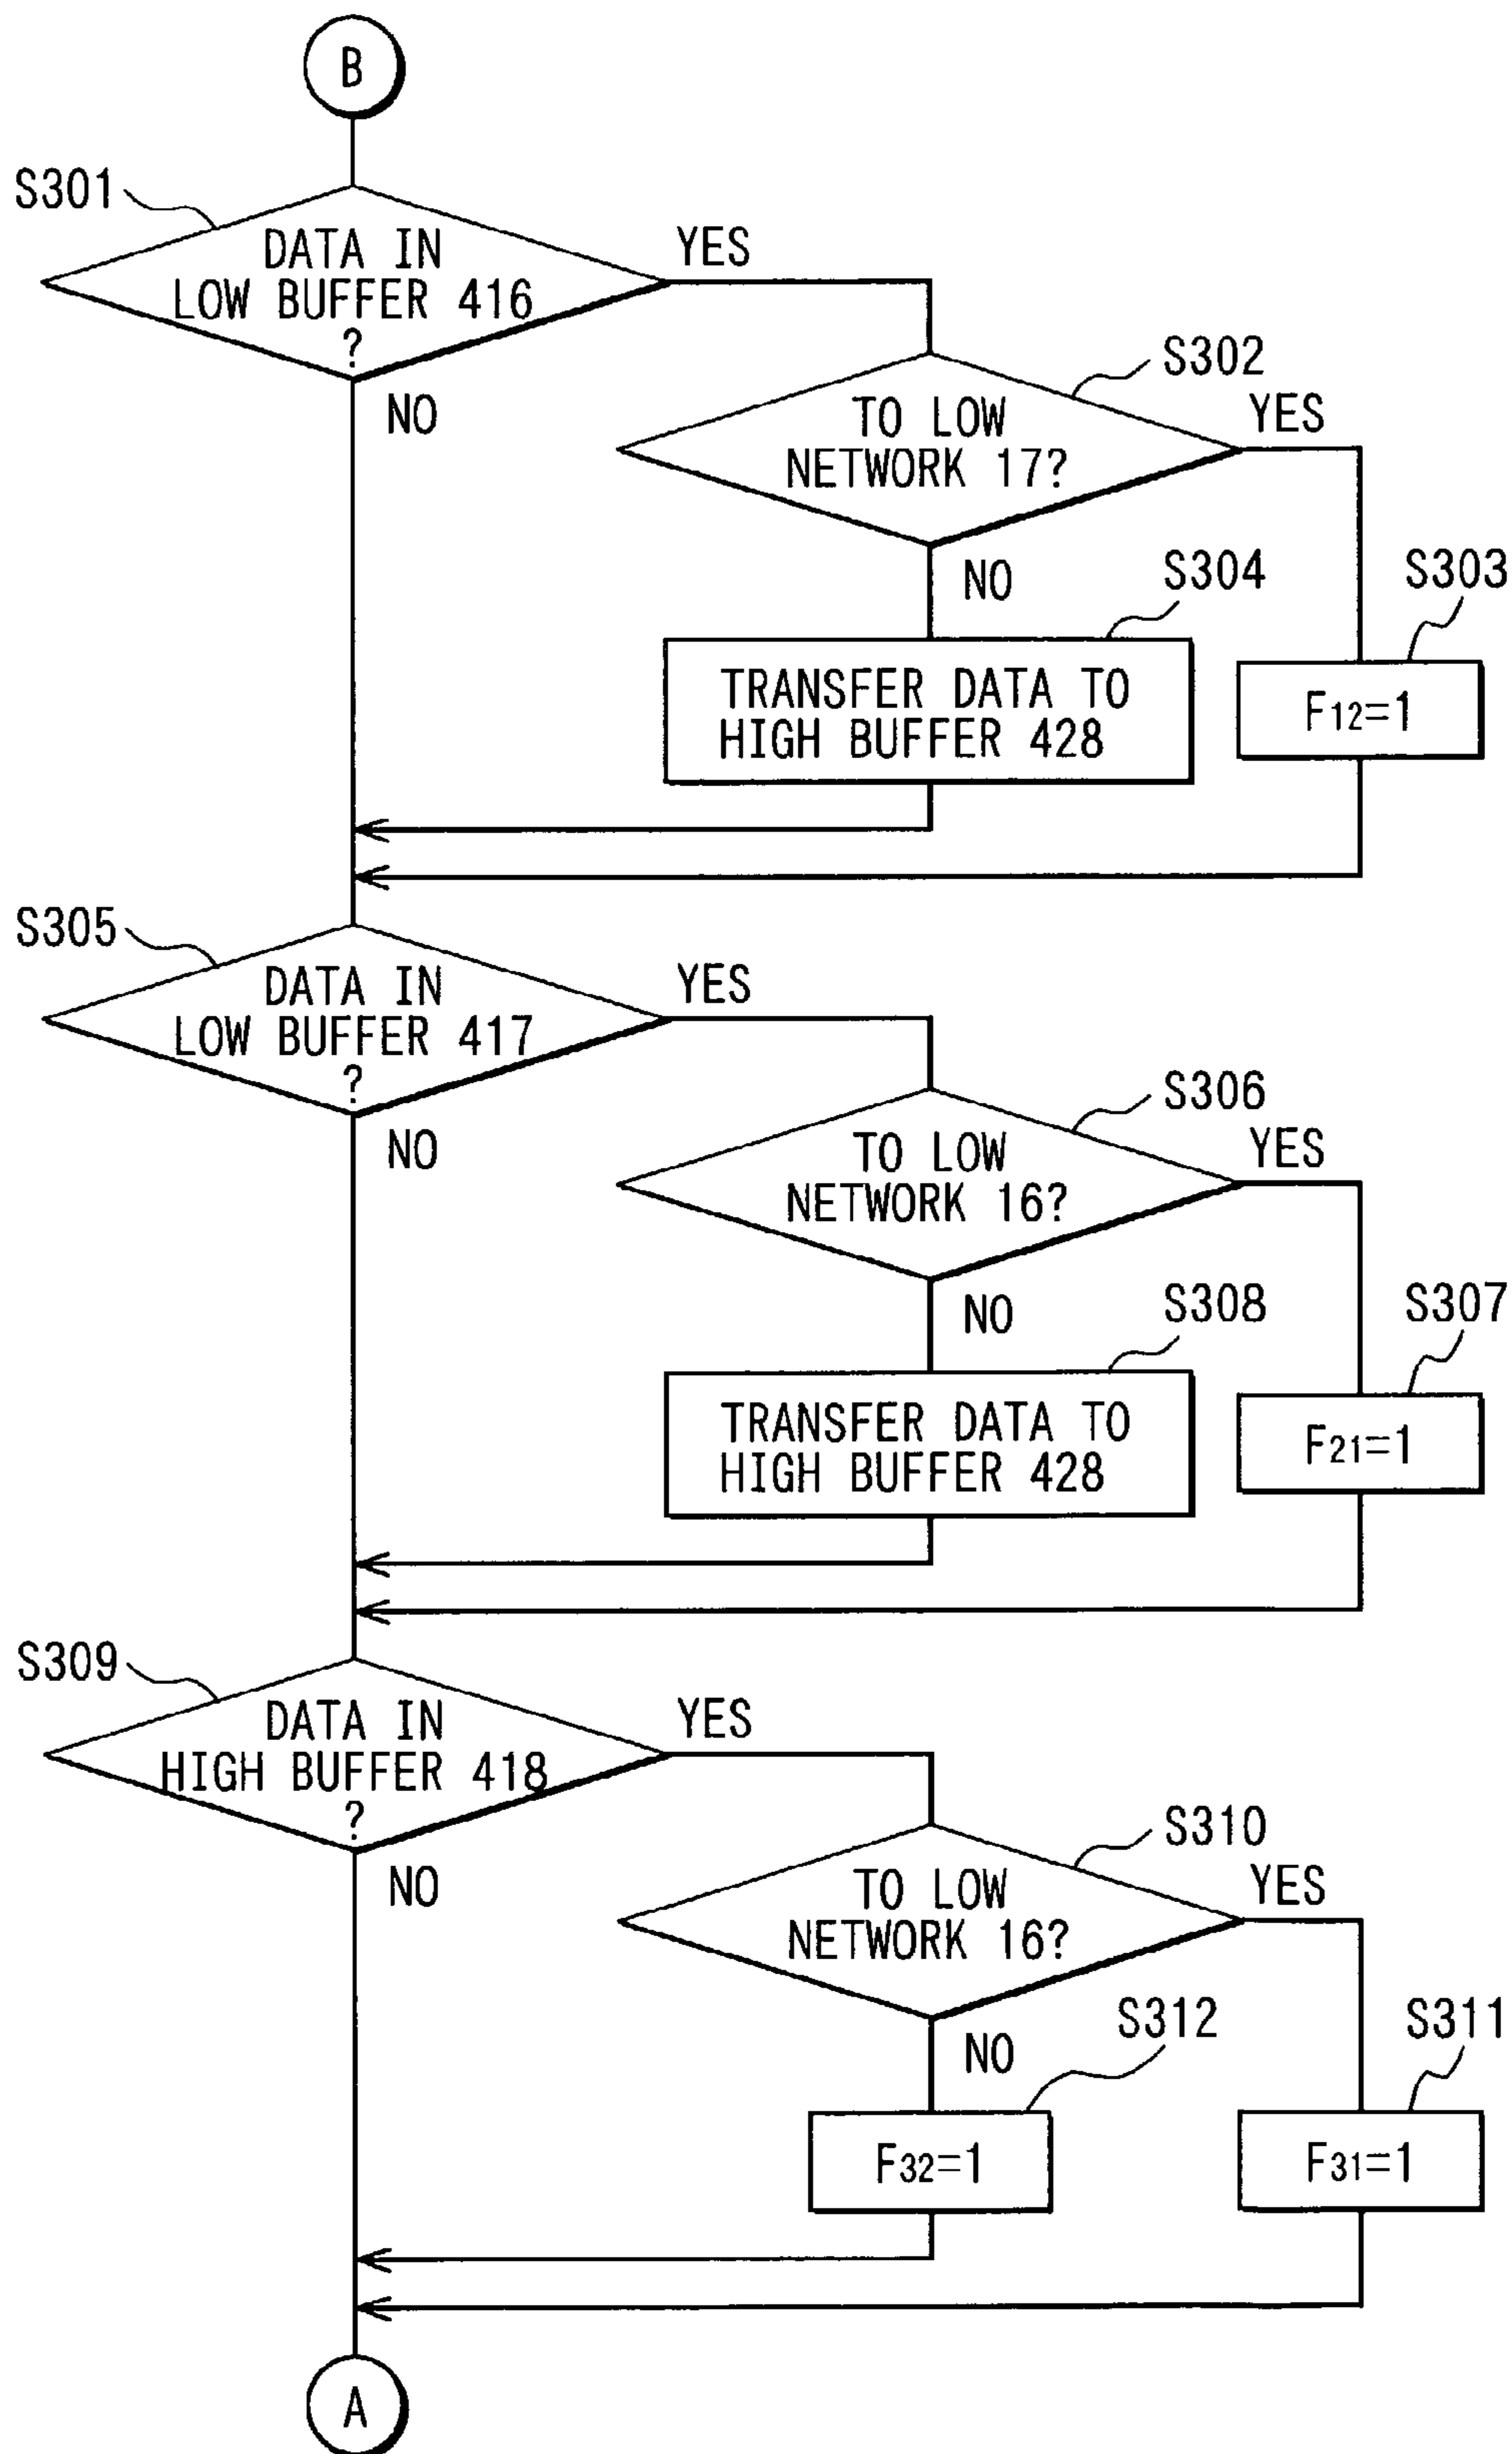 B
S301
DATA IN
LOW BUFFER 416
?
YES
NO
S302
TO LOW
NETWORK 17?
YES
NO
S304
TRANSFER DATA TO
HIGH BUFFER 428
S303
F12=1
S305
DATA IN
LOW BUFFER 417
?
YES
NO
S306
TO LOW
NETWORK 16?
YES
NO
S308
TRANSFER DATA TO
HIGH BUFFER 428
S307
F21=1
S309
DATA IN
HIGH BUFFER 418
?
YES
NO
S310
TO LOW
NETWORK 16?
YES
NO
S312
F32=1
S311
F31=1
A